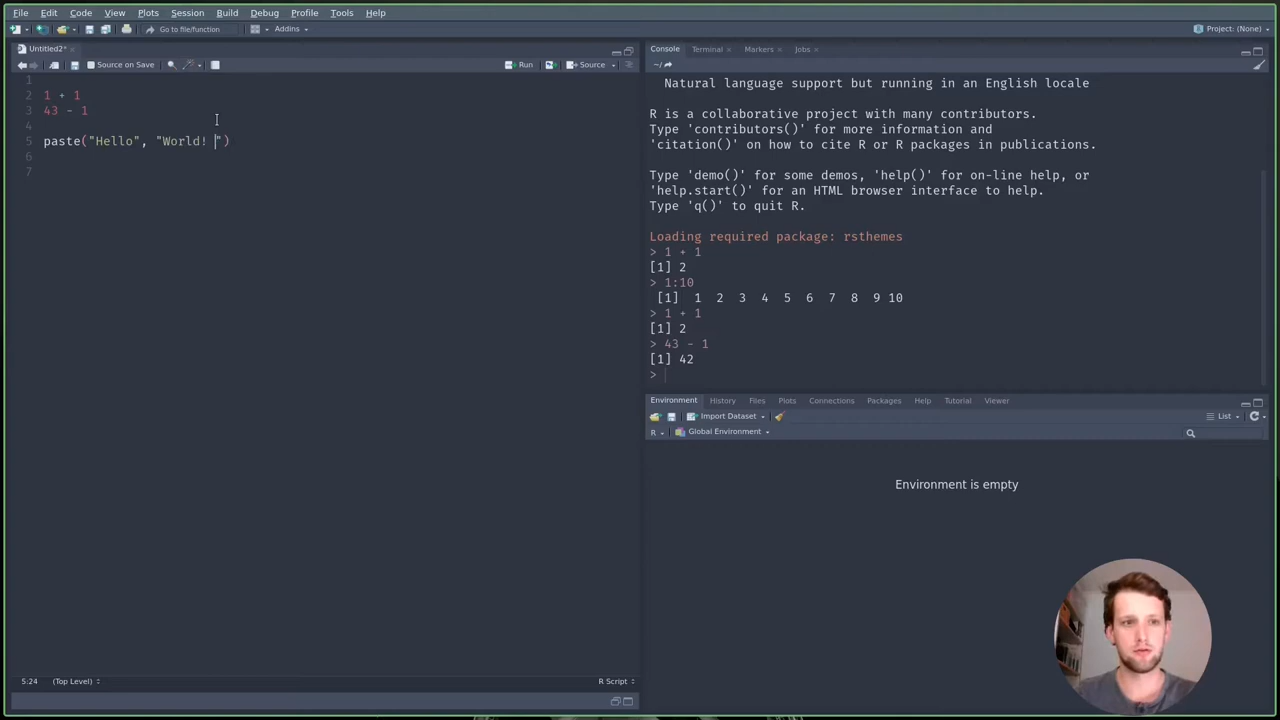 File Edit Code View Plots Session Build Debug Profile Tools Help
Go to file/function Addins Project: (None)
Untitled2*
Source on Save Run Source
1
2 1 + 1
3 43 - 1
4
5 paste("Hello", "World! ")
6
7
5:24 (Top Level) R Script
Console Terminal Markers Jobs
~/
Natural language support but running in an English locale
R is a collaborative project with many contributors.
Type 'contributors()' for more information and
'citation()' on how to cite R or R packages in publications.
Type 'demo()' for some demos, 'help()' for on-line help, or
'help.start()' for an HTML browser interface to help.
Type 'q()' to quit R.
Loading required package: rsthemes
> 1 + 1
[1] 2
> 1:10
[1] 1 2 3 4 5 6 7 8 9 10
> 1 + 1
[1] 2
> 43 - 1
[1] 42
>
Environment History Files Plots Connections Packages Help Tutorial Viewer
Import Dataset List
R Global Environment
Environment is empty